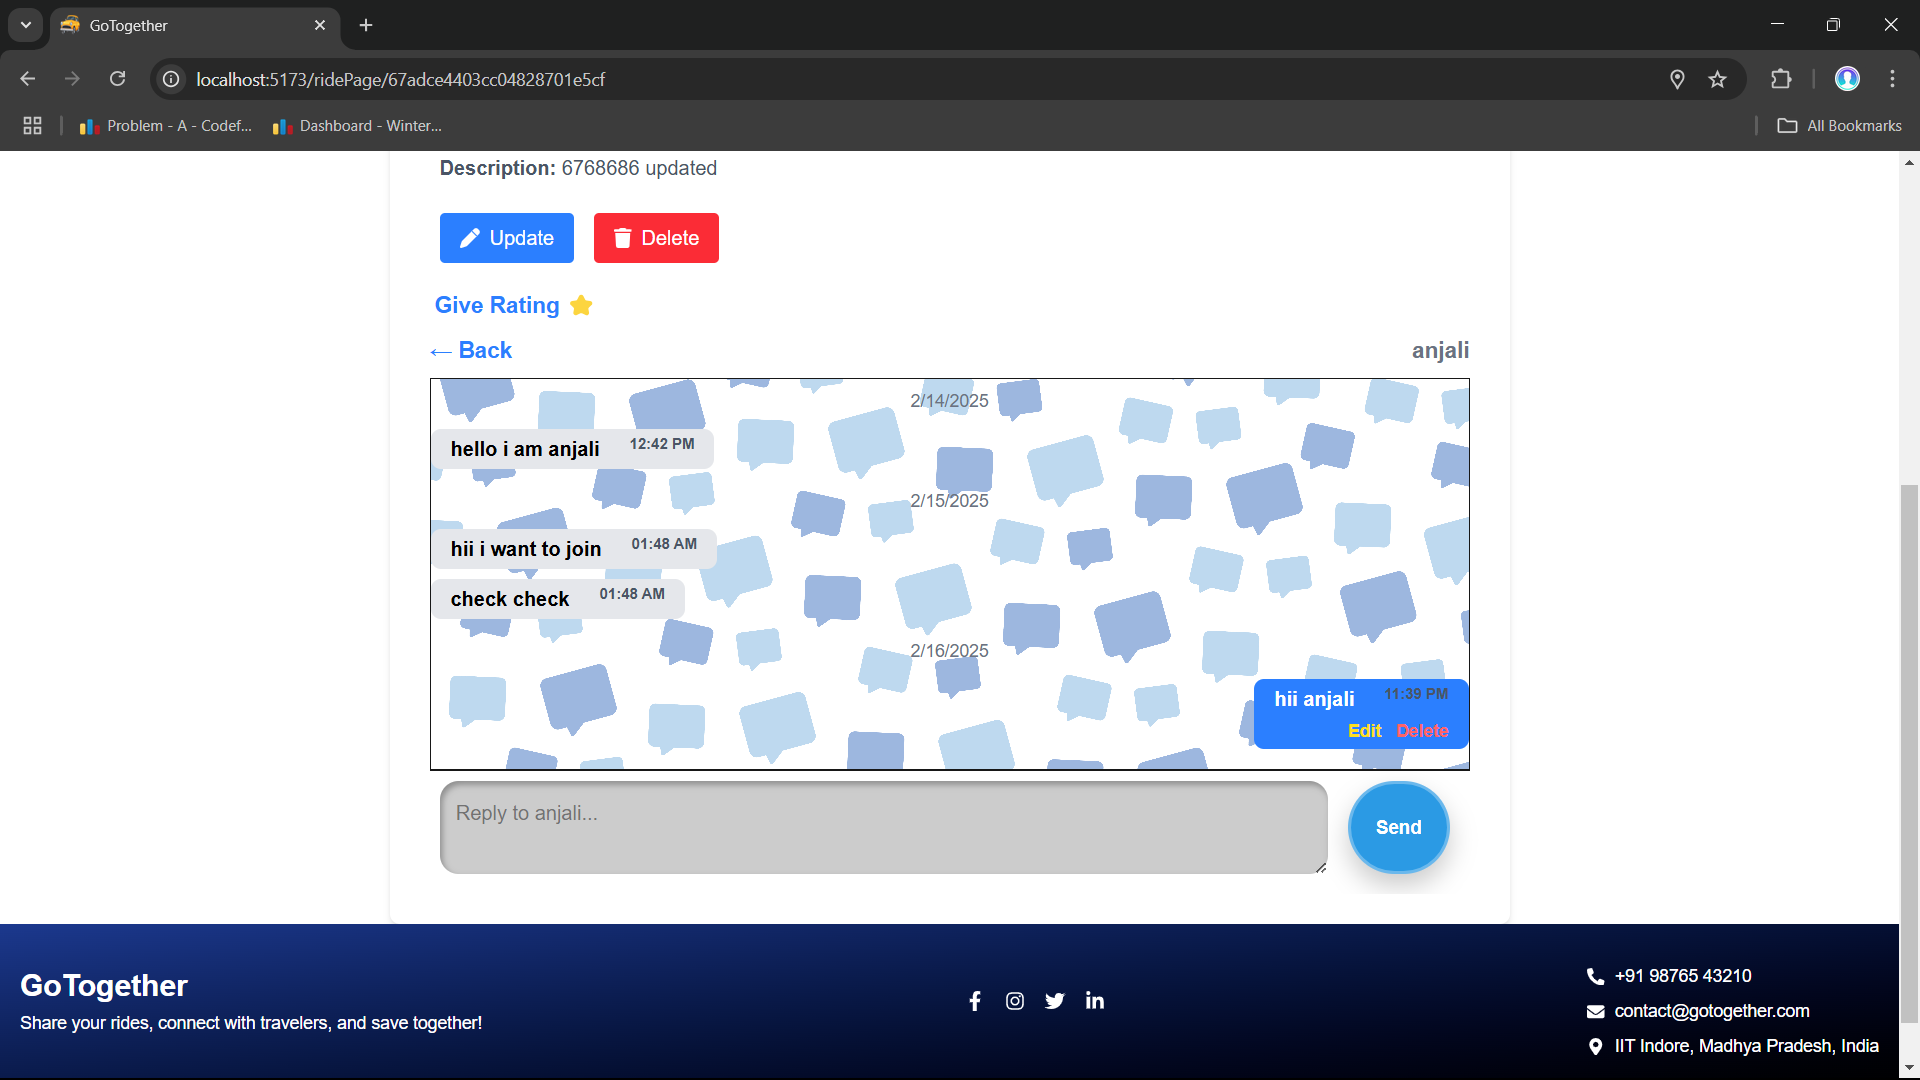 GoTogether
localhost:5173/ridePage/67adce4403cc04828701e5cf
Problem - A - Codef...
Dashboard - Winter...
All Bookmarks
Description: 6768686 updated
Update
Delete
Give Rating
← Back
anjali
2/14/2025
hello i am anjali 12:42 PM
2/15/2025
hii i want to join 01:48 AM
check check 01:48 AM
2/16/2025
hii anjali 11:39 PM
Edit Delete
Reply to anjali...
Send
GoTogether
Share your rides, connect with travelers, and save together!
+91 98765 43210
contact@gotogether.com
IIT Indore, Madhya Pradesh, India